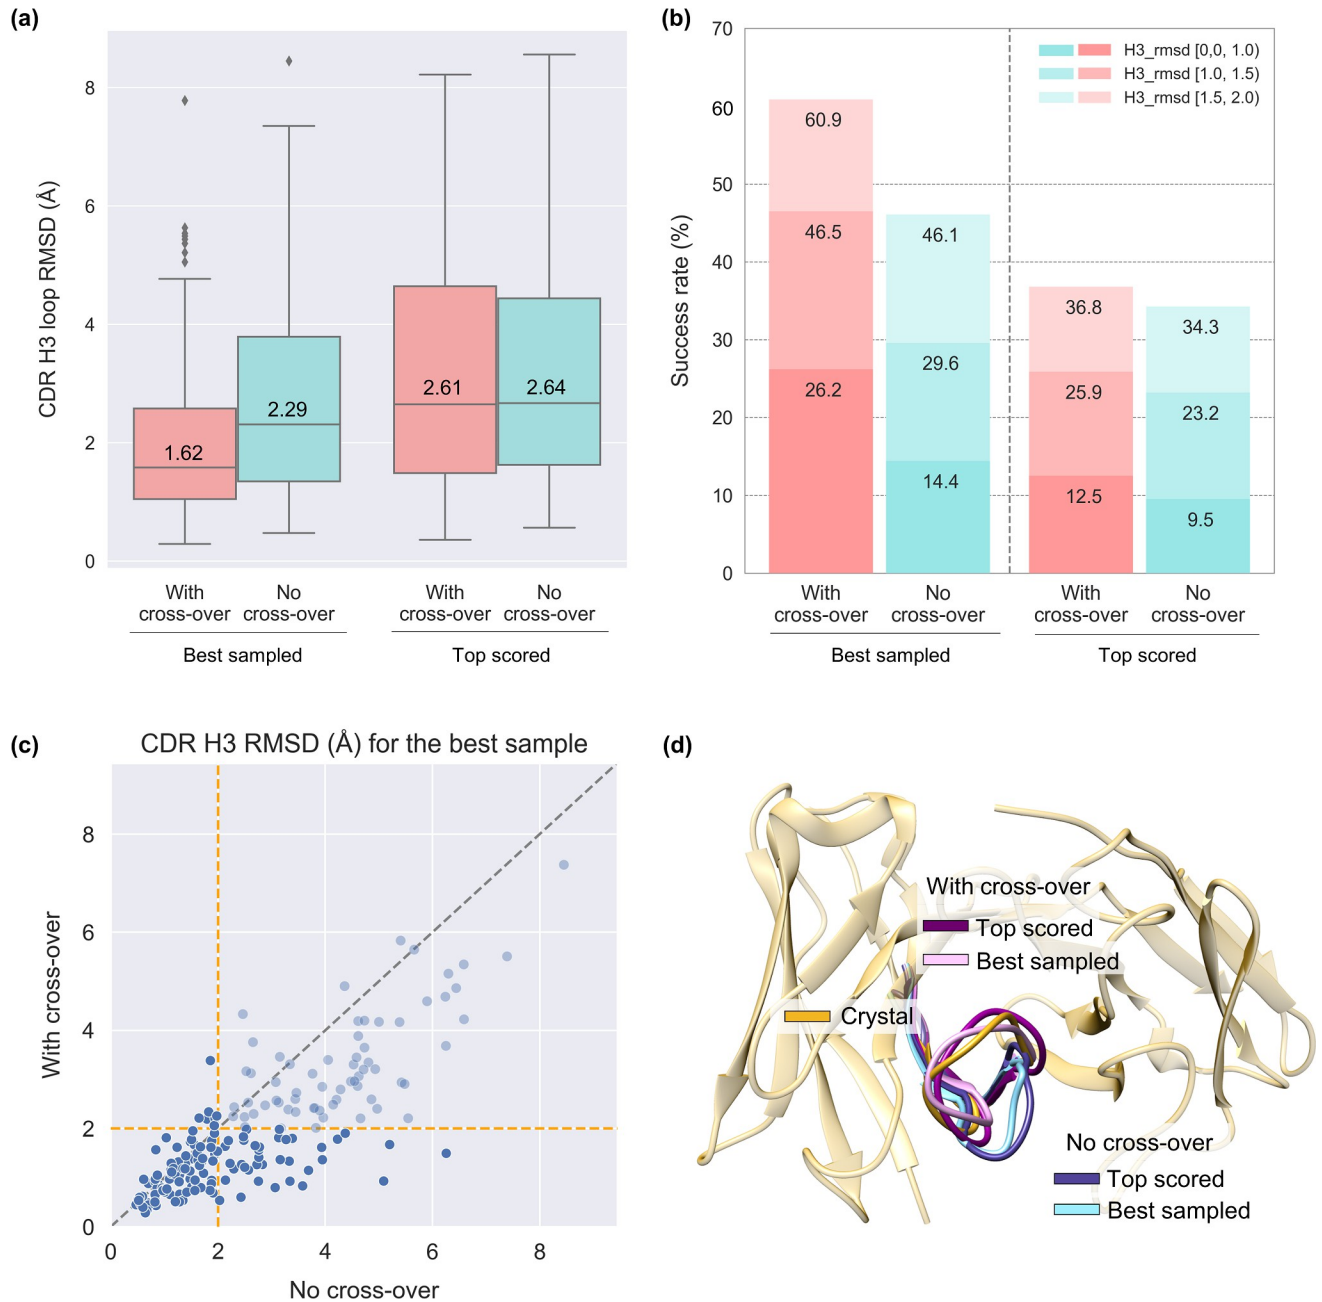 (a)
CDR H3 loop RMSD (Å)
8
6
4
2
0
1.62
2.29
2.61
2.64
With
cross-over
No
cross-over
With
cross-over
No
cross-over
Best sampled
Top scored
(b)
Success rate (%)
70
60
50
40
30
20
10
0
H3_rmsd [0,0, 1.0)
H3_rmsd [1.0, 1.5)
H3_rmsd [1.5, 2.0)
60.9
46.5
26.2
46.1
29.6
14.4
36.8
25.9
12.5
34.3
23.2
9.5
With
cross-over
No
cross-over
With
cross-over
No
cross-over
Best sampled
Top scored
(c)
CDR H3 RMSD (Å) for the best sample
With cross-over
8
6
4
2
0
0 2 4 6 8
No cross-over
(d)
With cross-over
Top scored
Best sampled
Crystal
No cross-over
Top scored
Best sampled